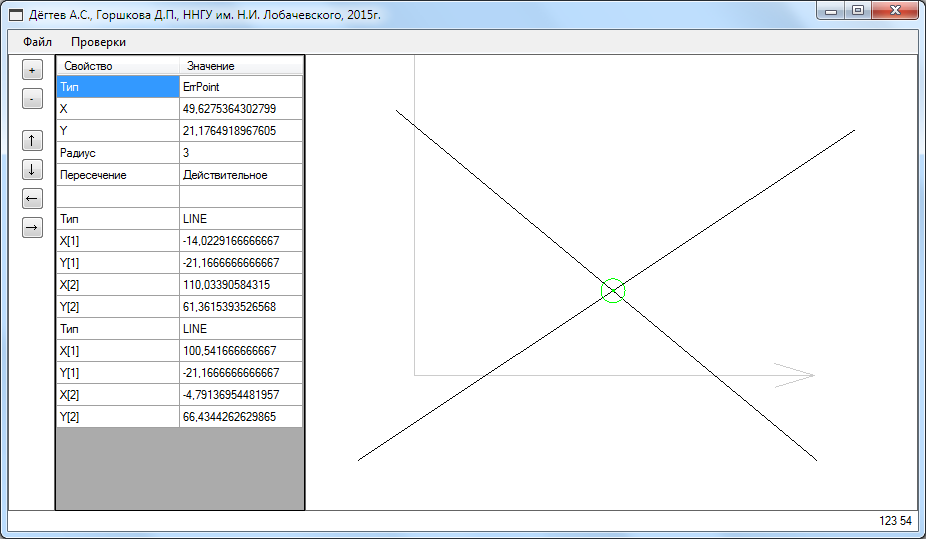 Дёгтев А.С., Горшкова Д.П., ННГУ им. Н.И. Лобачевского, 2015г.
Файл Проверки
+
-
↑
↓
←
→
Свойство Значение
Тип ErrPoint
X 49,6275364302799
Y 21,1764918967605
Радиус 3
Пересечение Действительное
Тип LINE
X[1] -14,0229166666667
Y[1] -21,1666666666667
X[2] 110,03390584315
Y[2] 61,3615393526568
Тип LINE
X[1] 100,541666666667
Y[1] -21,1666666666667
X[2] -4,79136954481957
Y[2] 66,4344262629865
123 54